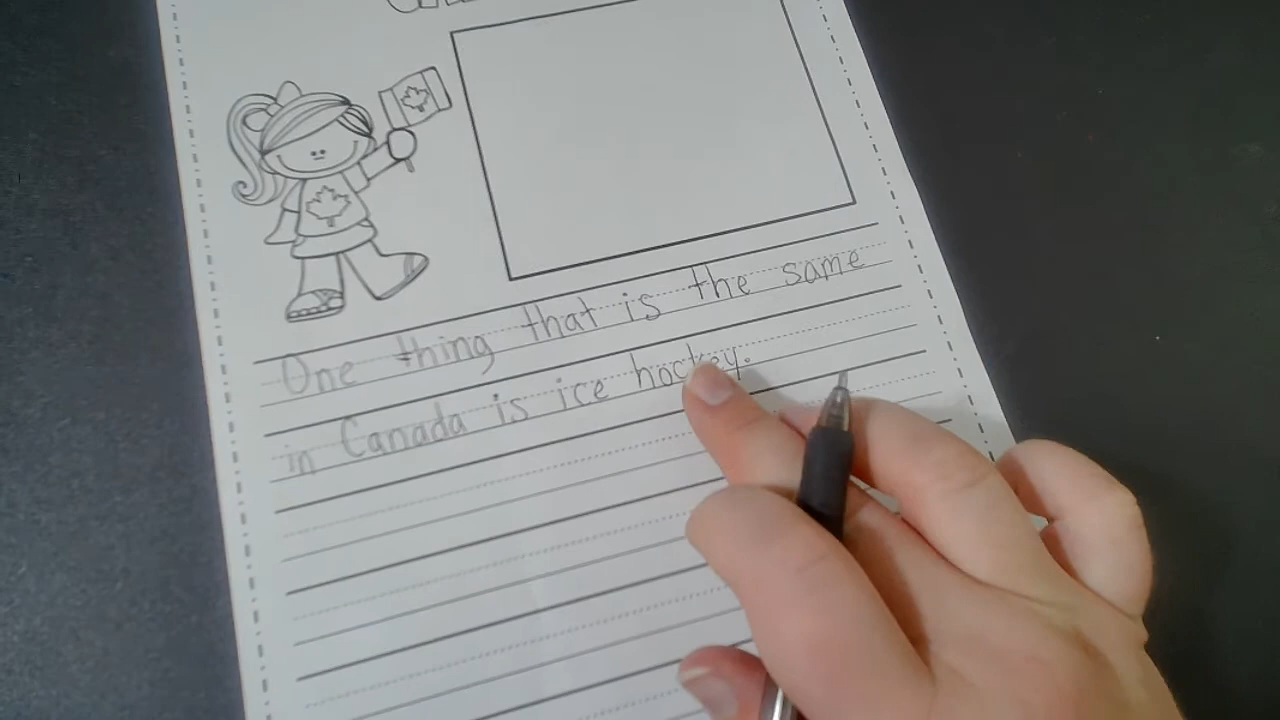 One thing that is the same
in Canada is ice hockey.